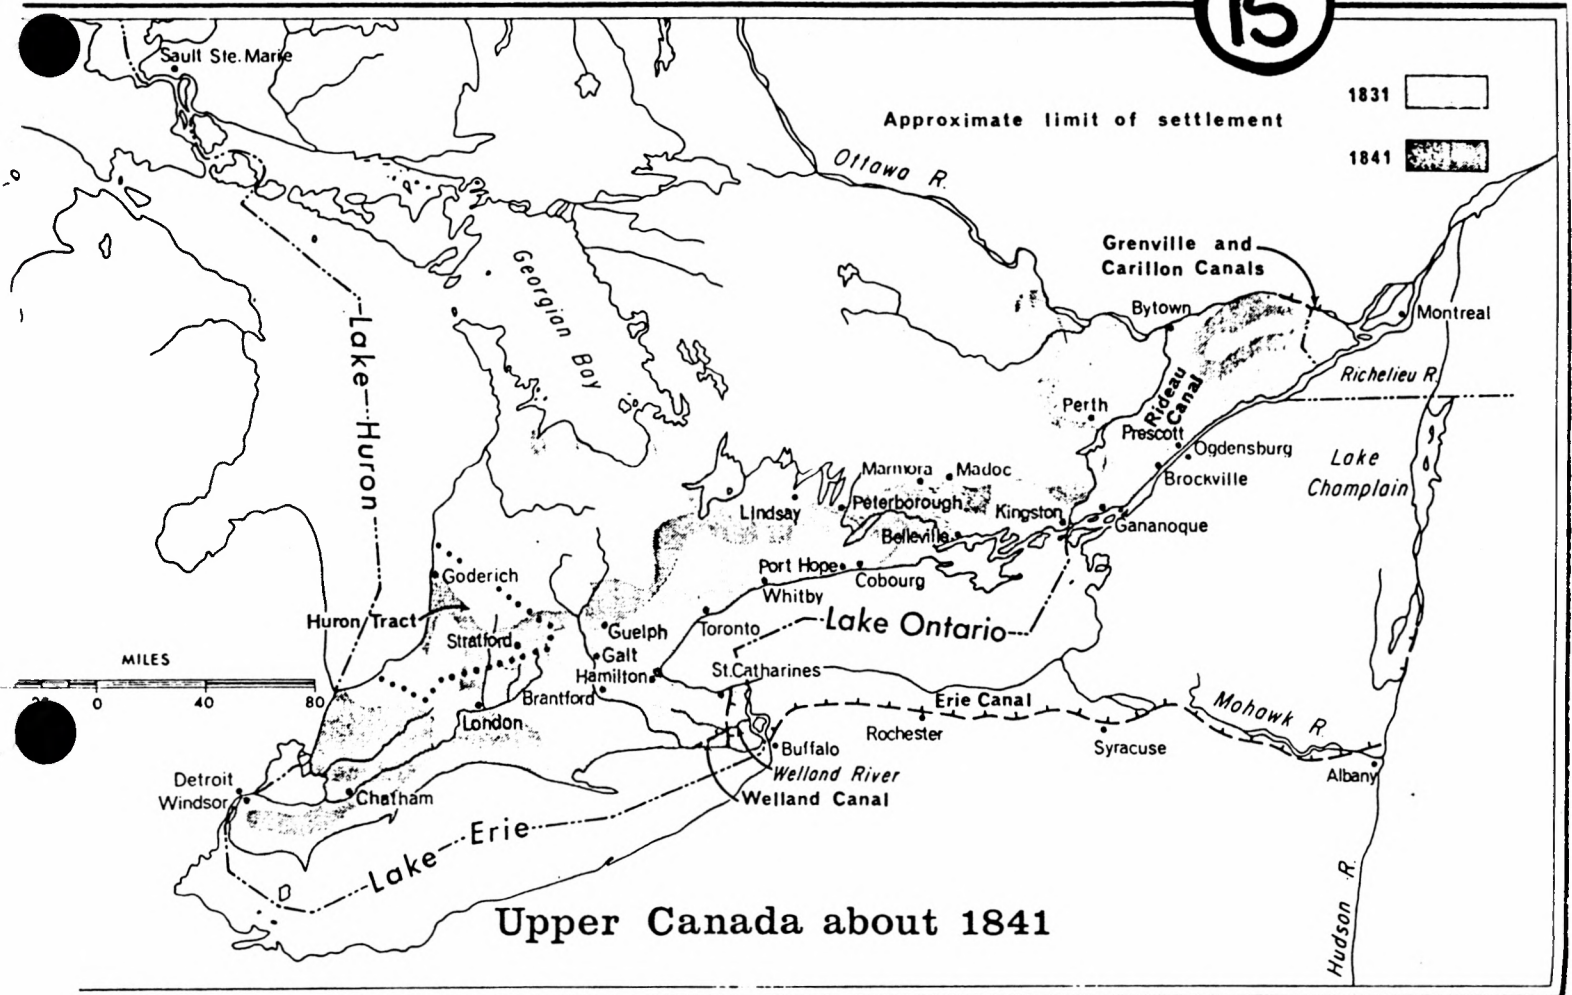 15
Sault Ste. Marie
1831
Approximate limit of settlement
1841
Ottawa R.
Grenville and
Carillon Canals
Georgian Bay
Bytown
Montreal
Lake Huron
Richelieu R.
Rideau
Canal
Perth
Prescott
Ogdensburg
Lake
Champlain
Marmora
Madoc
Brockville
Lindsay
Peterborough
Kingston
Gananoque
Belleville
Port Hope
Cobourg
Goderich
Whitby
Huron Tract
Lake Ontario
Stratford
Guelph
Toronto
Galt
MILES
Hamilton
St. Catharines
0 40 80
Brantford
Erie Canal
Mohawk R.
London
Rochester
Syracuse
Buffalo
Albany
Detroit
Welland River
Windsor
Chatham
Welland Canal
Lake Erie
Upper Canada about 1841
Hudson R.